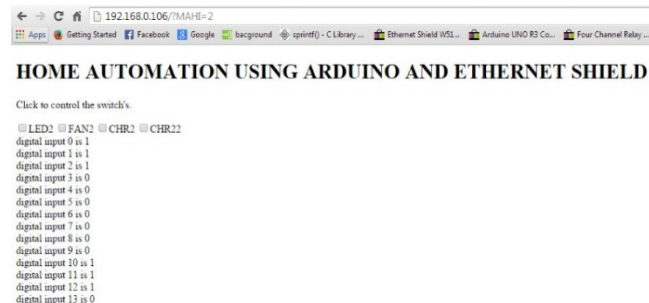 192.168.0.106/?MAHI=2
Apps Getting Started Facebook Google bacground sprintf() - C Library ... Ethernet Shield W51... Arduino UNO R3 Co... Four Channel Relay ...
HOME AUTOMATION USING ARDUINO AND ETHERNET SHIELD
Click to control the switch's.
LED2 FAN2 CHR2 CHR22
digital input 0 is 1
digital input 1 is 1
digital input 2 is 1
digital input 3 is 0
digital input 4 is 0
digital input 5 is 0
digital input 6 is 0
digital input 7 is 0
digital input 8 is 0
digital input 9 is 0
digital input 10 is 1
digital input 11 is 1
digital input 12 is 1
digital input 13 is 0